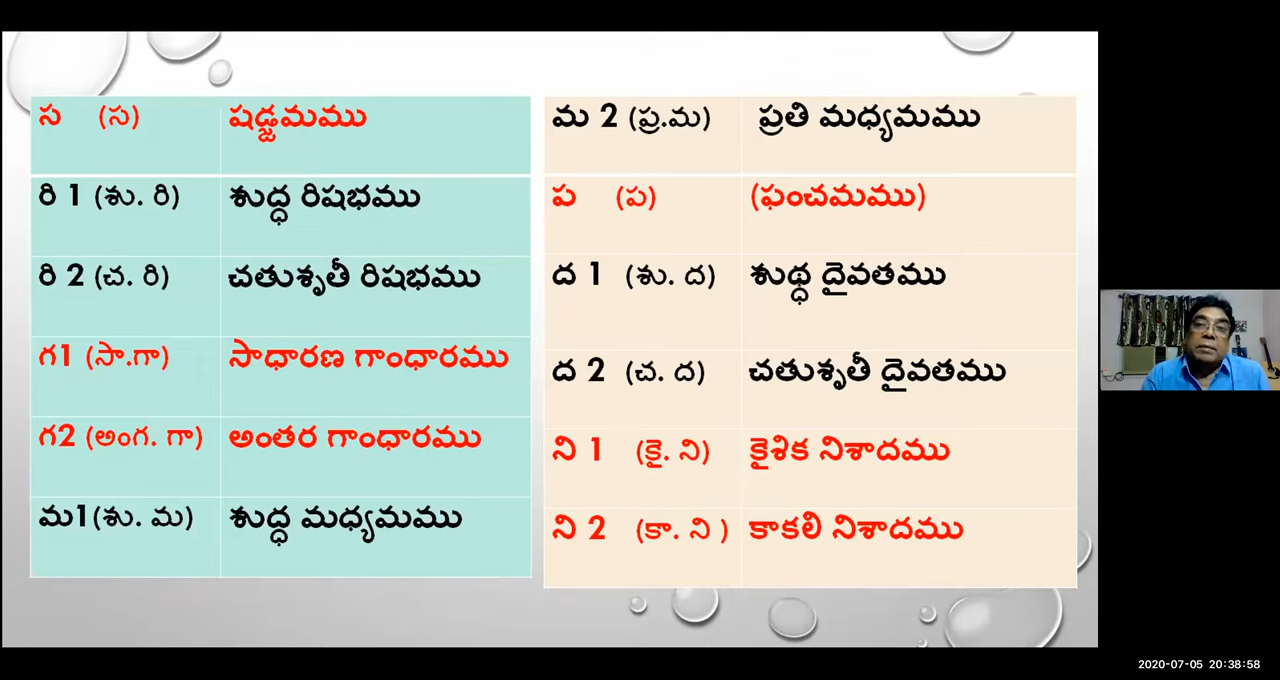 స (స) షడ్జమము
రి 1 (శు. రి) శుద్ధ రిషభము
రి 2 (చ. రి) చతుశృతీ రిషభము
గ1 (సా.గా) సాధారణ గాంధారము
గ2 (అంగ. గా) అంతర గాంధారము
మ1(శు. మ) శుద్ధ మధ్యమము
మ 2 (ప్ర.మ) ప్రతి మధ్యమము
ప (ప) (ఫంచమము)
ద 1 (శు. ద) శుథ్ధ దైవతము
ద 2 (చ. ద) చతుశృతీ దైవతము
ని 1 (కై. ని) కైశిక నిశాదము
ని 2 (కా. ని ) కాకలి నిశాదము
2020-07-05 20:38:58